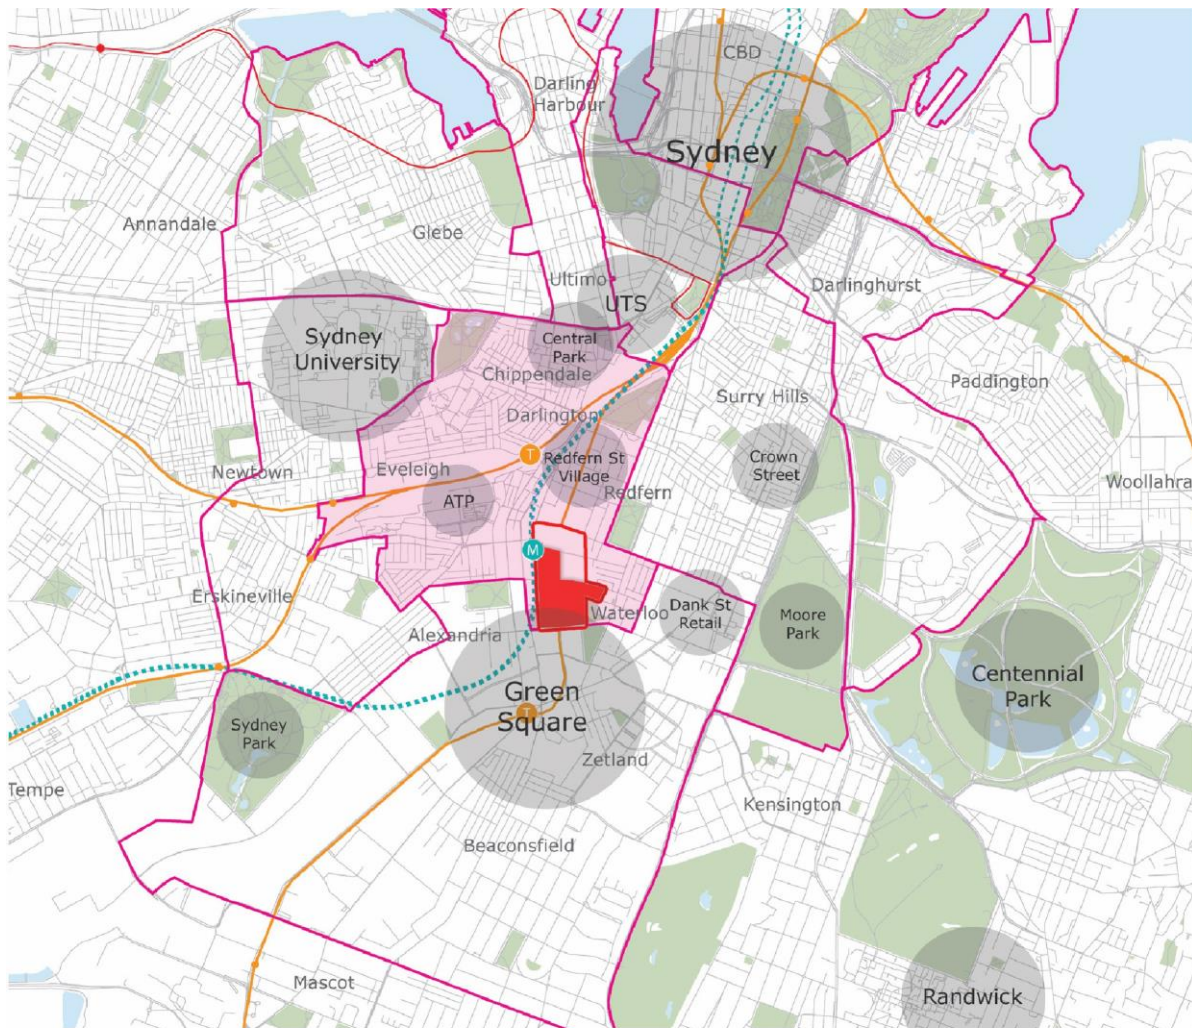 CBD
Darling
Harbour
Sydney
Annandale
Glebe
Ultimo
Darlinghurst
UTS
Sydney
University
Central
Park
Chippendale
Paddington
Surry Hills
Darlington
T
Redfern St
Village
Crown
Street
Newtown
Eveleigh
ATP
Redfern
Woollahra
M
Erskineville
Waterloo
Dank St
Retail
Moore
Park
Alexandria
Centennial
Park
Green
Square
T
Sydney
Park
Zetland
Tempe
Kensington
Beaconsfield
Mascot
Randwick